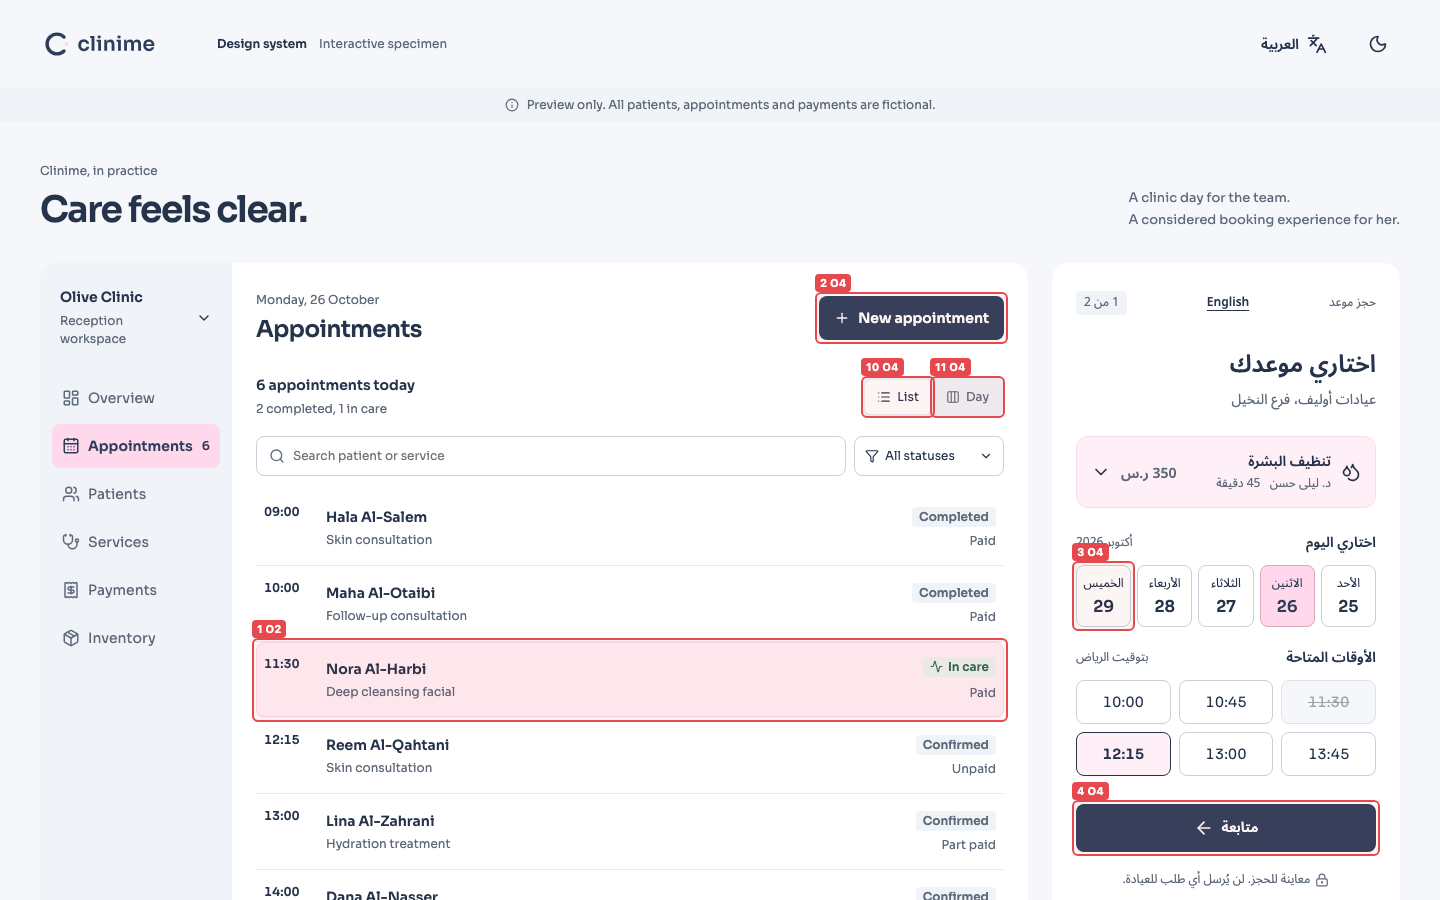 clinime
Design system
Interactive specimen
العربية
Preview only. All patients, appointments and payments are fictional.
Clinime, in practice
Care feels clear.
A clinic day for the team.
A considered booking experience for her.
Olive Clinic
Reception
workspace
Overview
Appointments 6
Patients
Services
Payments
Inventory
Monday, 26 October
Appointments
2 04
New appointment
6 appointments today
2 completed, 1 in care
10 04
11 04
List
Day
Search patient or service
All statuses
09:00
Hala Al-Salem
Completed
Skin consultation
Paid
10:00
Maha Al-Otaibi
Completed
Follow-up consultation
Paid
1 02
11:30
Nora Al-Harbi
In care
Deep cleansing facial
Paid
12:15
Reem Al-Qahtani
Confirmed
Skin consultation
Unpaid
13:00
Lina Al-Zahrani
Confirmed
Hydration treatment
Part paid
14:00
Dana Al-Nasser
Confirmed
حجز موعد
English
1 من 2
اختاري موعدك
عيادات أوليف، فرع النخيل
تنظيف البشرة
د. ليلى حسن 45 دقيقة
350 ر.س
اختاري اليوم
أكتوبر 2026
3 04
الأحد
25
الاثنين
26
الثلاثاء
27
الأربعاء
28
الخميس
29
الأوقات المتاحة
بتوقيت الرياض
11:30
10:45
10:00
13:45
13:00
12:15
4 04
متابعة
معاينة للحجز. لن يُرسل أي طلب للعيادة.